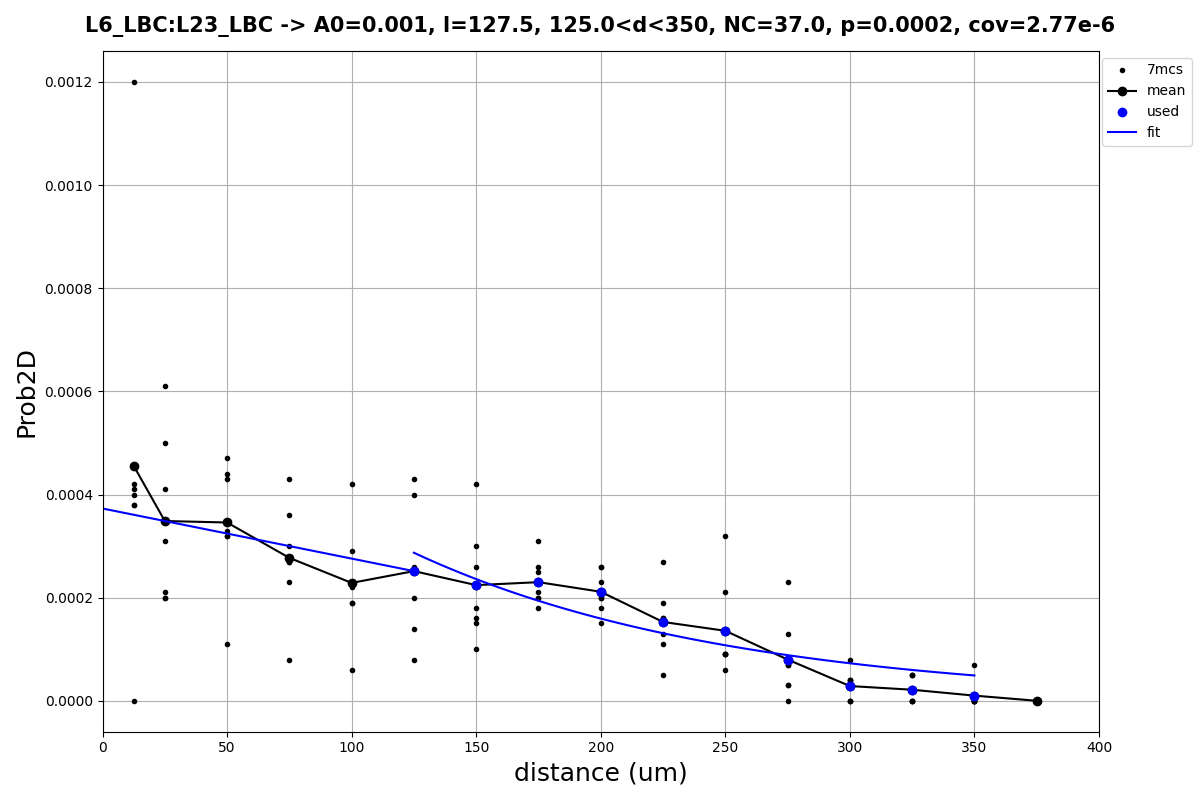 L6_LBC:L23_LBC -> A0=0.001, l=127.5, 125.0<d<350, NC=37.0, p=0.0002, cov=2.77e-6
7mcs
mean
used
fit
Prob2D
0.0012
0.0010
0.0008
0.0006
0.0004
0.0002
0.0000
0 50 100 150 200 250 300 350 400
distance (um)